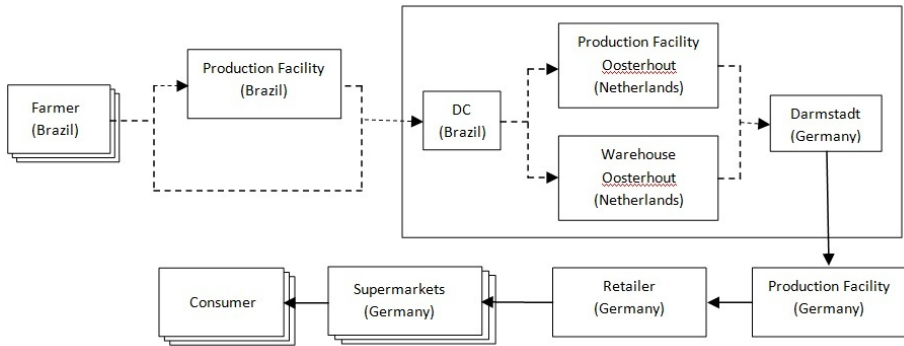 Farmer
(Brazil)
Production Facility
(Brazil)
DC
(Brazil)
Production Facility
Oosterhout
(Netherlands)
Warehouse
Oosterhout
(Netherlands)
Darmstadt
(Germany)
Production Facility
(Germany)
Retailer
(Germany)
Supermarkets
(Germany)
Consumer